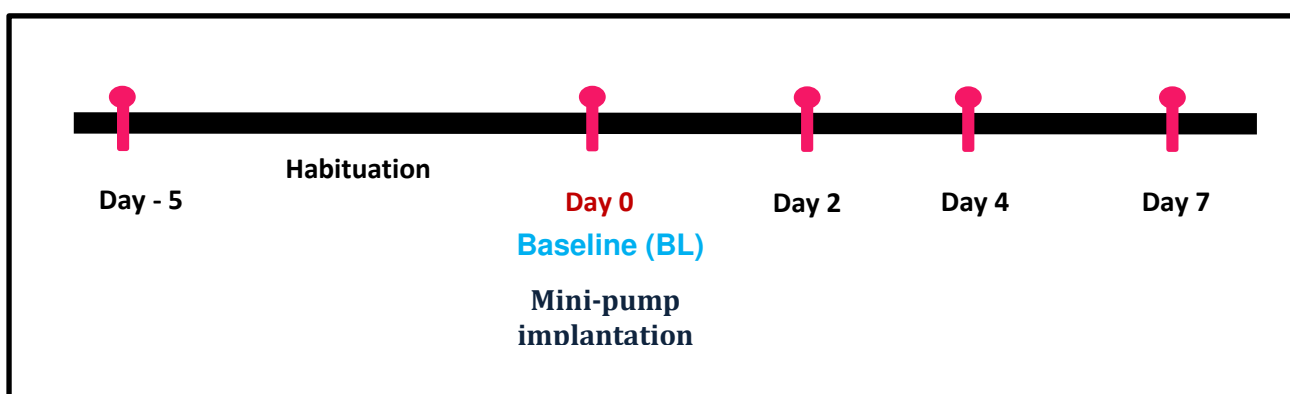 Habituation
Day - 5
Day 0
Day 2
Day 4
Day 7
Baseline (BL)
Mini-pump
implantation